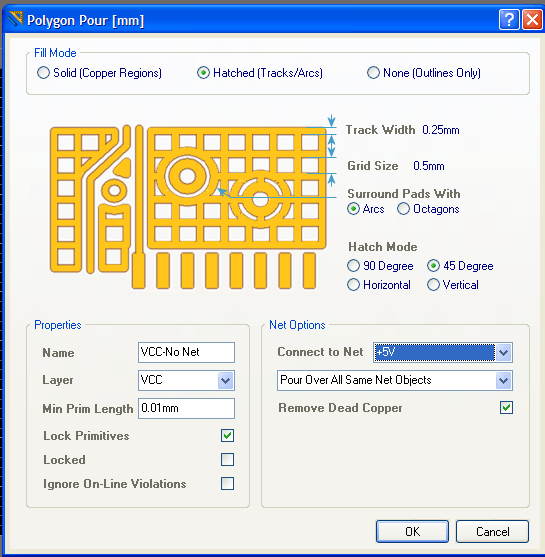 Polygon Pour [mm]
Fill Mode
Solid (Copper Regions) Hatched (Tracks/Arcs) None (Outlines Only)
Track Width 0.25mm
Grid Size 0.5mm
Surround Pads With
Arcs Octagons
Hatch Mode
90 Degree 45 Degree
Horizontal Vertical
Properties
Name VCC-No Net
Layer VCC
Min Prim Length 0.01mm
Lock Primitives
Locked
Ignore On-Line Violations
Net Options
Connect to Net +5V
Pour Over All Same Net Objects
Remove Dead Copper
OK Cancel